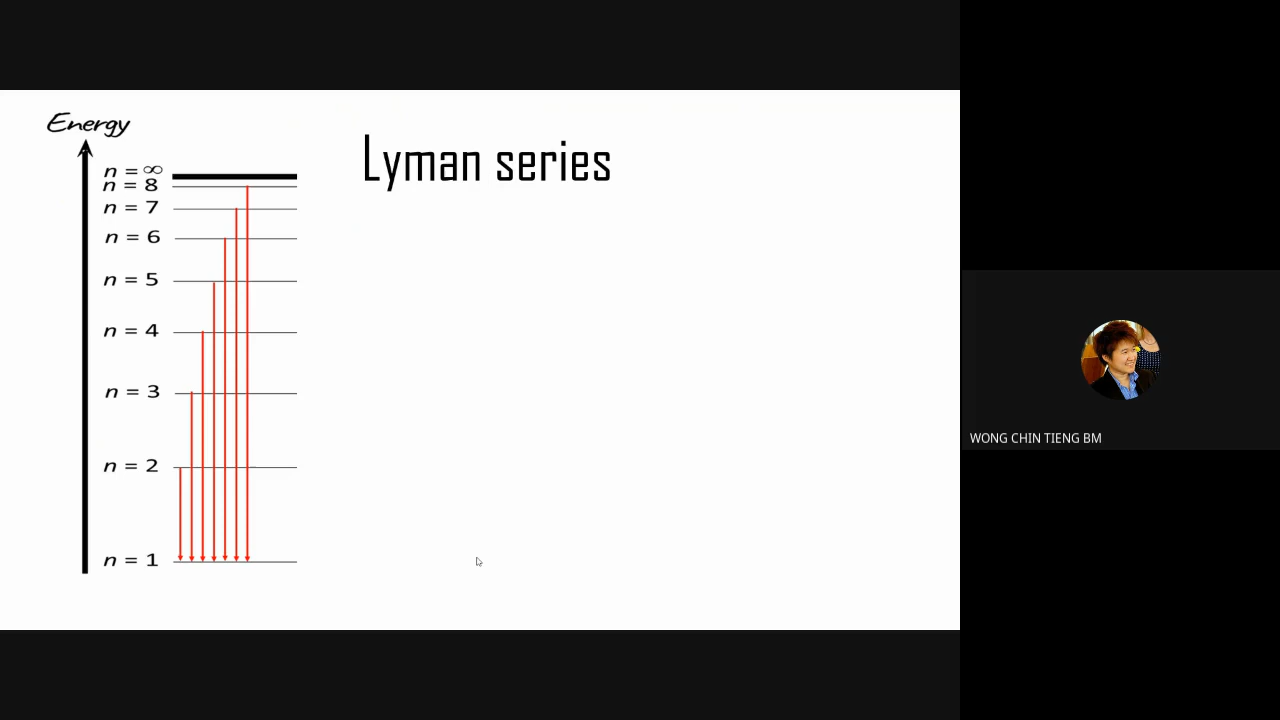 Energy
Lyman series
n = ∞
n = 8
n = 7
n = 6
n = 5
n = 4
n = 3
n = 2
n = 1
WONG CHIN TIENG BM